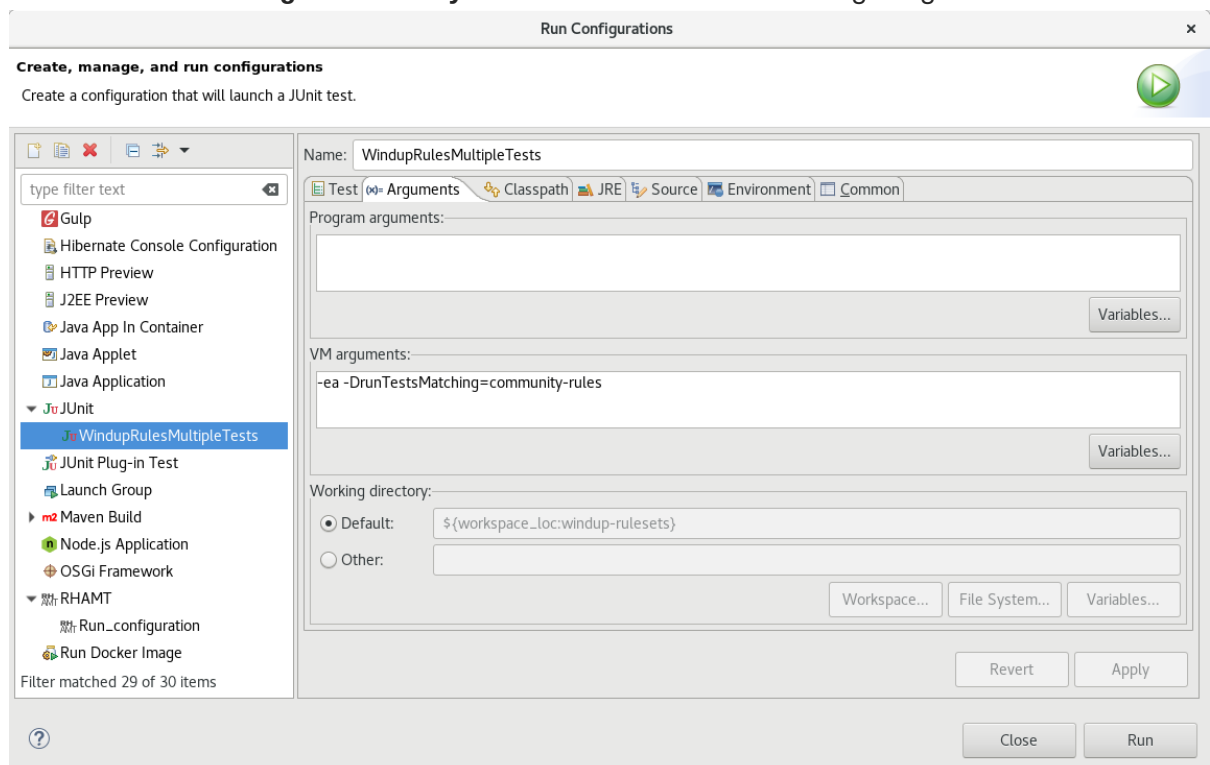 Run Configurations
×
Create, manage, and run configurations
Create a configuration that will launch a JUnit test.
Name: WindupRulesMultipleTests
type filter text
Test (x)= Arguments Classpath JRE Source Environment Common
Gulp
Hibernate Console Configuration
HTTP Preview
J2EE Preview
Java App In Container
Java Applet
Java Application
JU JUnit
JU WindupRulesMultipleTests
JU JUnit Plug-in Test
Launch Group
m2 Maven Build
Node.js Application
OSGi Framework
RHAMT
Run_configuration
Run Docker Image
Filter matched 29 of 30 items
Program arguments:
Variables...
VM arguments:
-ea -DrunTestsMatching=community-rules
Variables...
Working directory:
Default: ${workspace_loc:windup-rulesets}
Other:
Workspace... File System... Variables...
Revert Apply
? Close Run